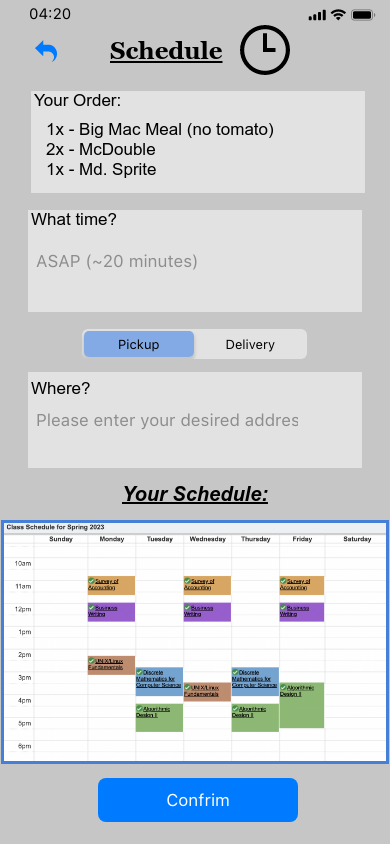 04:20
Schedule
Your Order:
1x - Big Mac Meal (no tomato)
2x - McDouble
1x - Md. Sprite
What time?
ASAP (~20 minutes)
Pickup Delivery
Where?
Please enter your desired addres
Your Schedule:
Class Schedule for Spring 2023
Sunday Monday Tuesday Wednesday Thursday Friday Saturday
10am
11am Survey of Survey of Survey of
Accounting Accounting Accounting
12pm Business Business Business
Writing Writing Writing
1pm
2pm UNIX/Linux
Fundamentals
3pm Discrete Discrete
Mathematics for Mathematics for
Computer Science Computer Science
UNIX/Linux Algorithmic
Fundamentals Design II
4pm Algorithmic Algorithmic
Design II Design II
5pm
6pm
Confrim